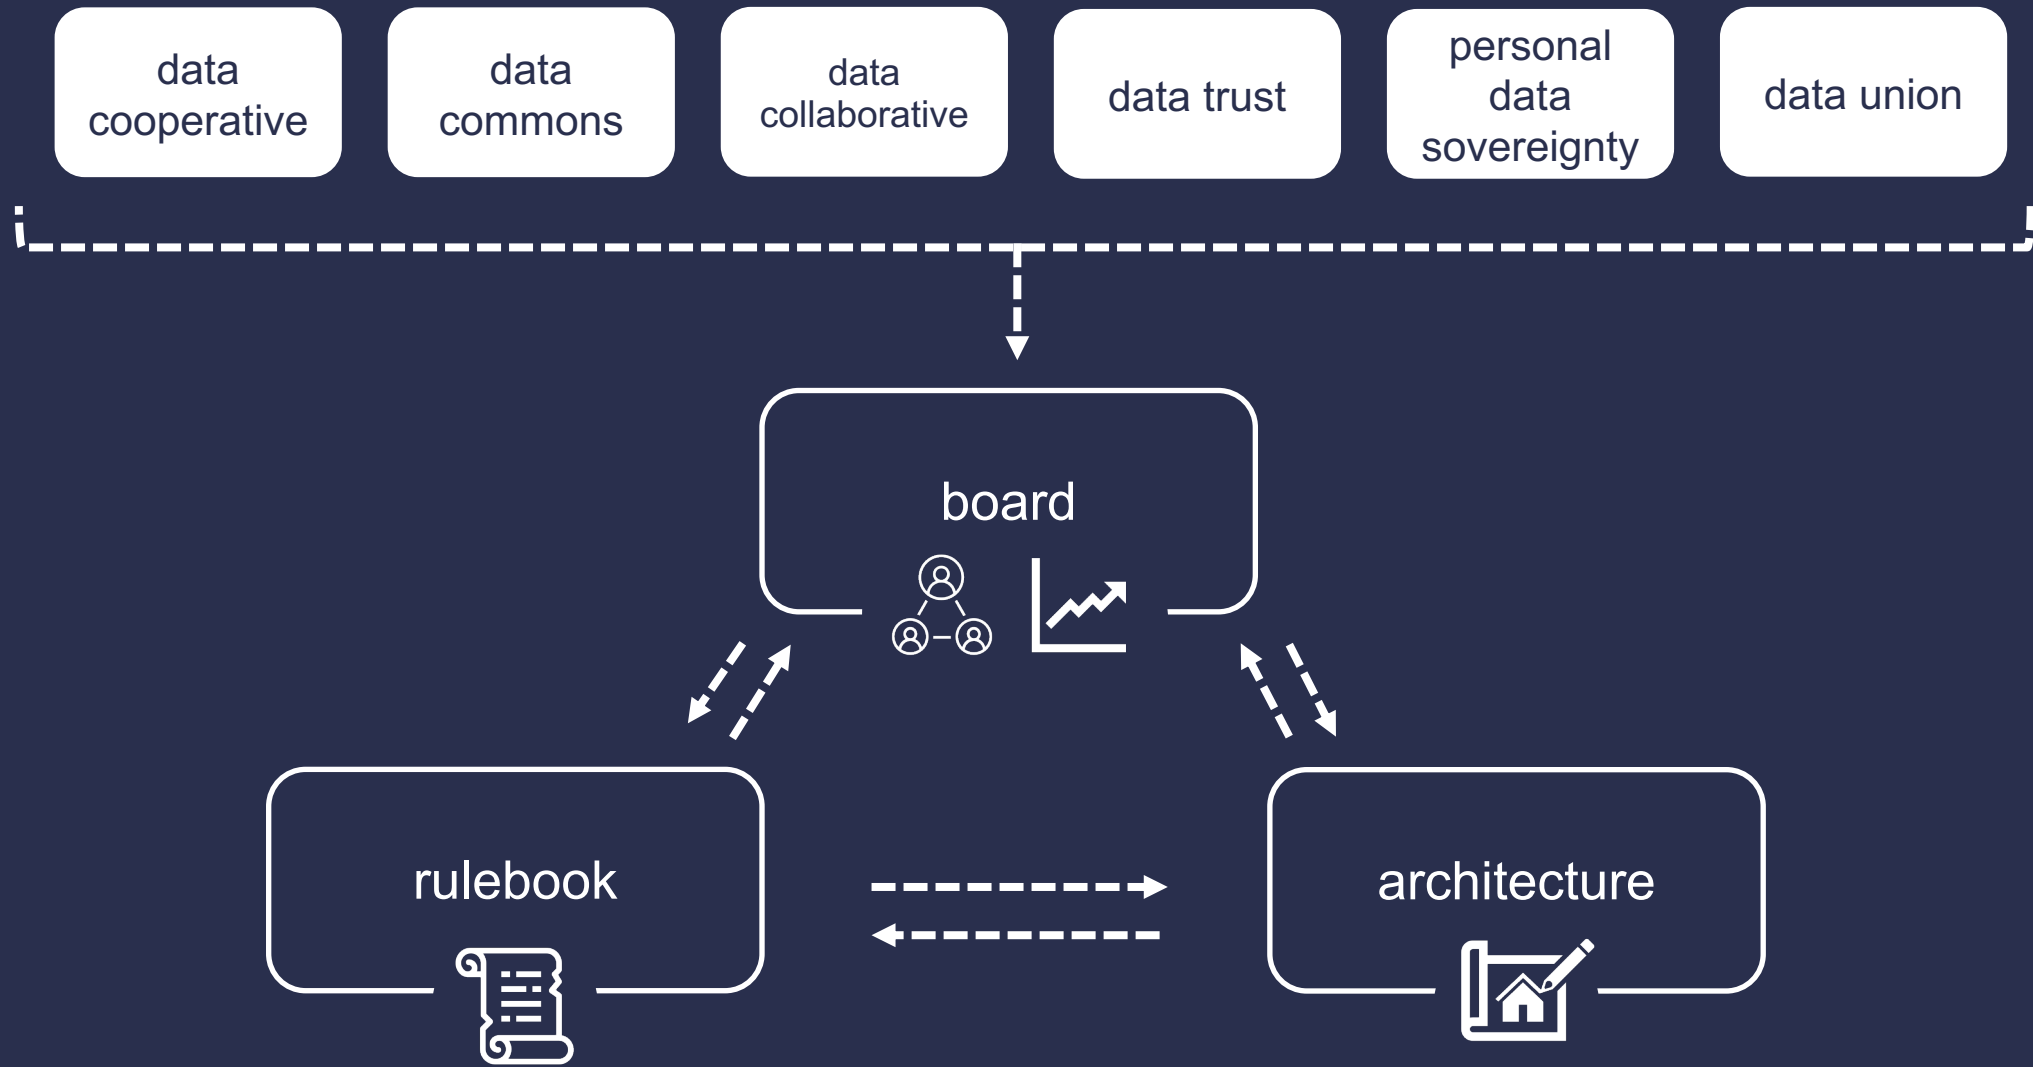 data
cooperative
data
commons
data
collaborative
data trust
personal
data
sovereignty
data union
board
rulebook
architecture